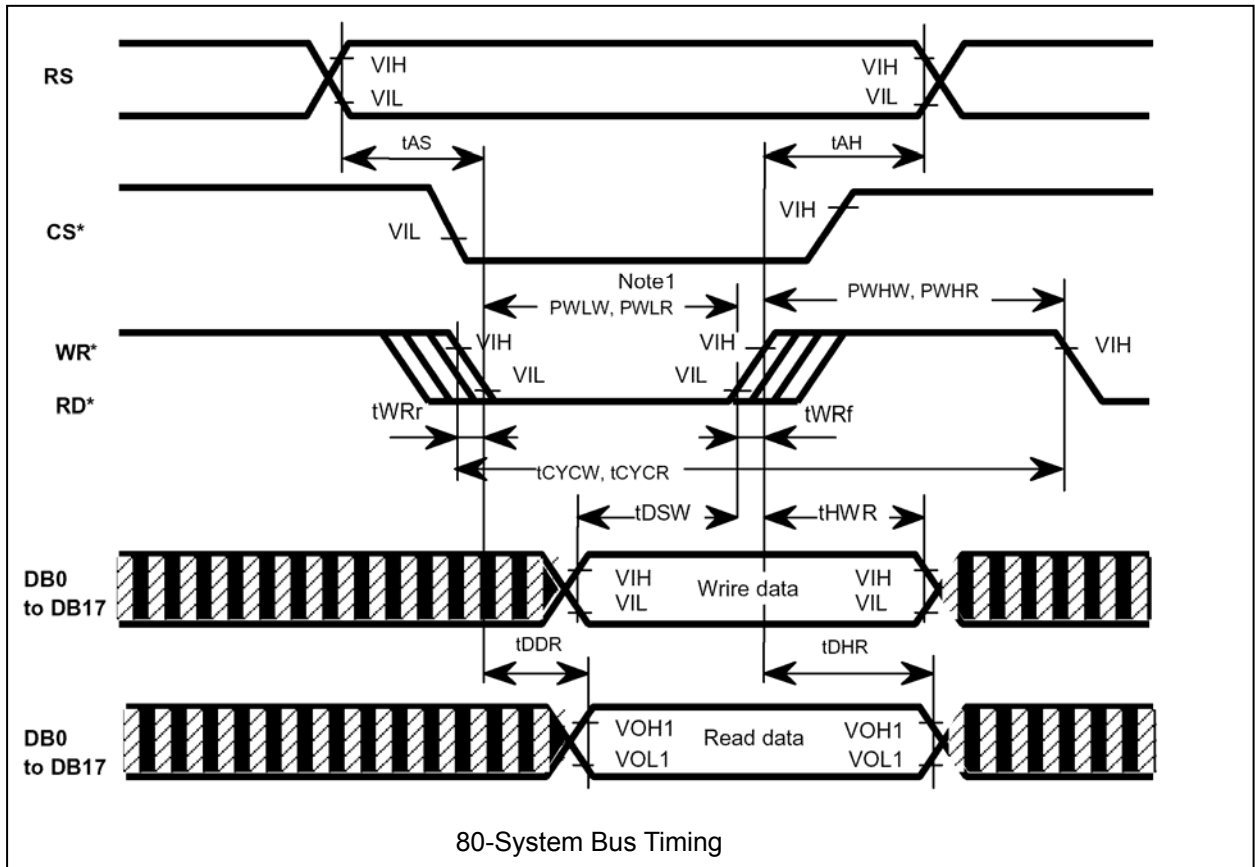 RS
VIH
VIL
VIH
VIL
tAS
tAH
CS*
VIL
VIH
Note1
PWLW, PWLR
PWHW, PWHR
WR*
RD*
VIH
VIL
VIH
VIL
VIH
tWRr
tWRf
tCYCW, tCYCR
tDSW
tHWR
DB0
to DB17
VIH
VIL
Wrire data
VIH
VIL
tDDR
tDHR
DB0
to DB17
VOH1
VOL1
Read data
VOH1
VOL1
80-System Bus Timing